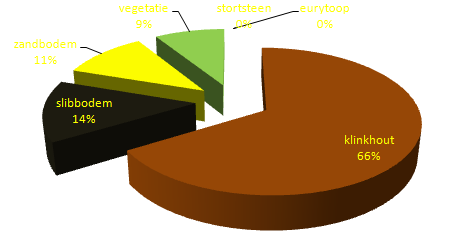 vegetatie
9%
stortsteen
0%
eurytoop
0%
zandbodem
11%
slibbodem
14%
klinkhout
66%